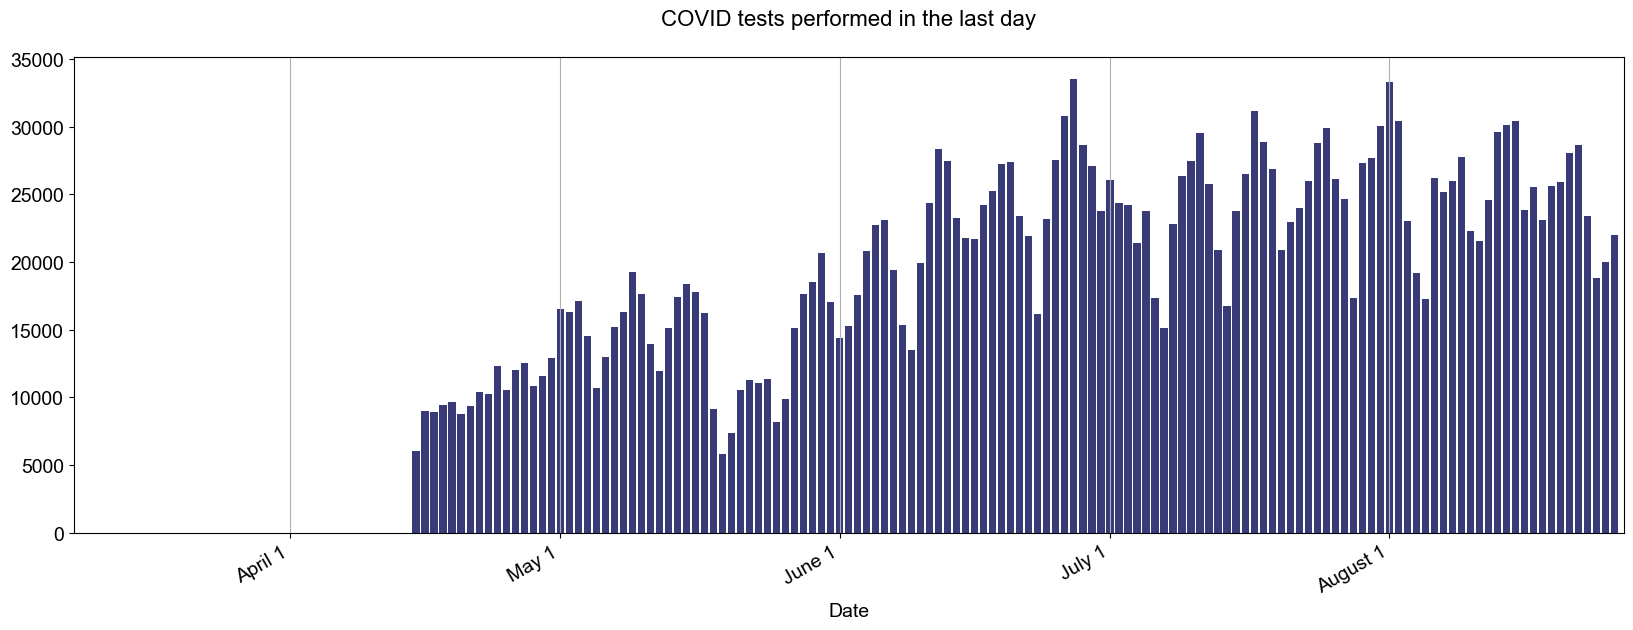 COVID tests performed in the last day
35000
30000
25000
20000
15000
10000
5000
0
April 1
May 1
June 1
July 1
August 1
Date